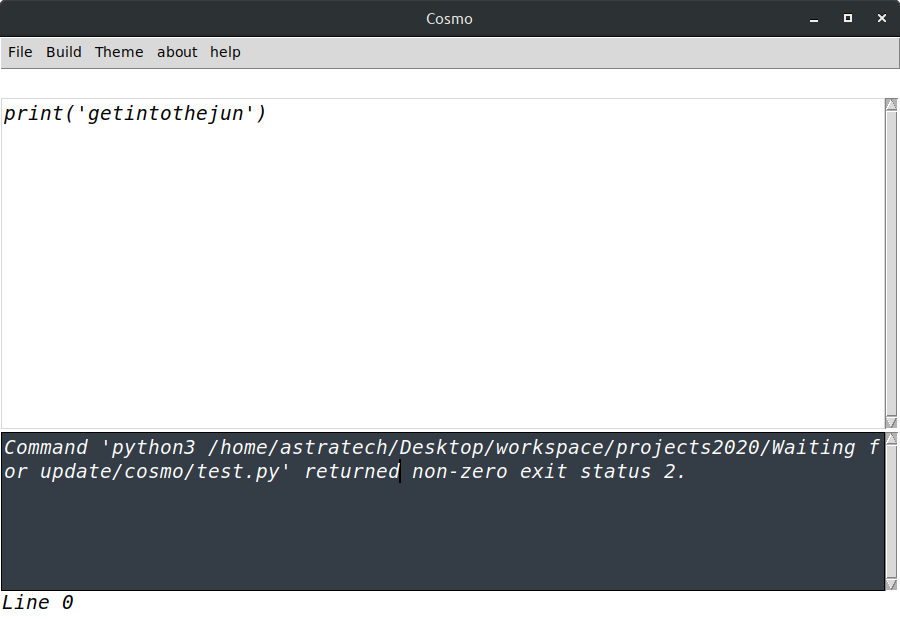 Cosmo
File Build Theme about help
print('getintothejun')
Command 'python3 /home/astratech/Desktop/workspace/projects2020/Waiting f
or update/cosmo/test.py' returned non-zero exit status 2.
Line 0